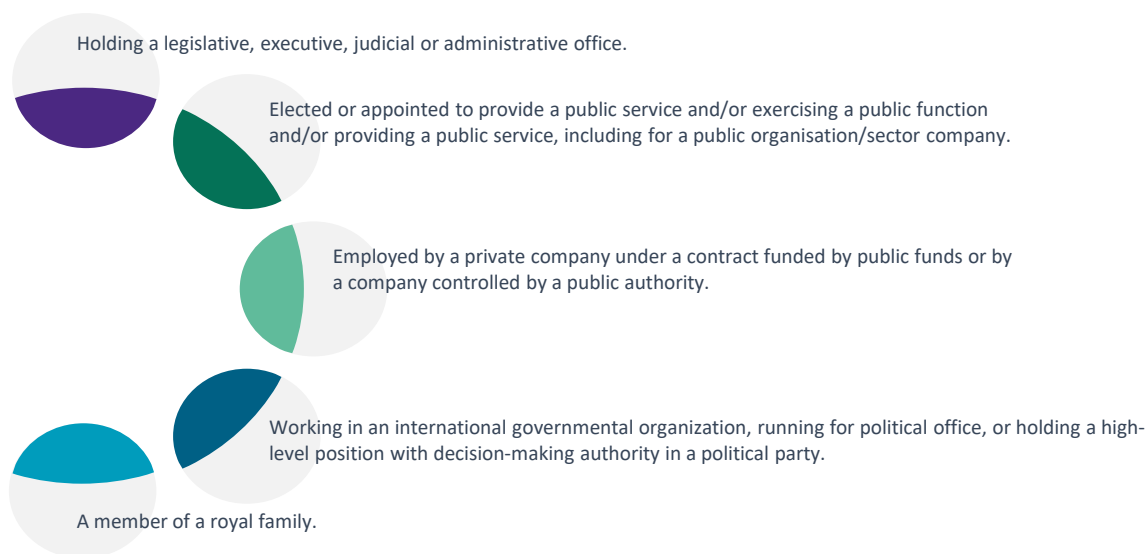 Holding a legislative, executive, judicial or administrative office.
Elected or appointed to provide a public service and/or exercising a public function
and/or providing a public service, including for a public organisation/sector company.
Employed by a private company under a contract funded by public funds or by
a company controlled by a public authority.
Working in an international governmental organization, running for political office, or holding a high-
level position with decision-making authority in a political party.
A member of a royal family.